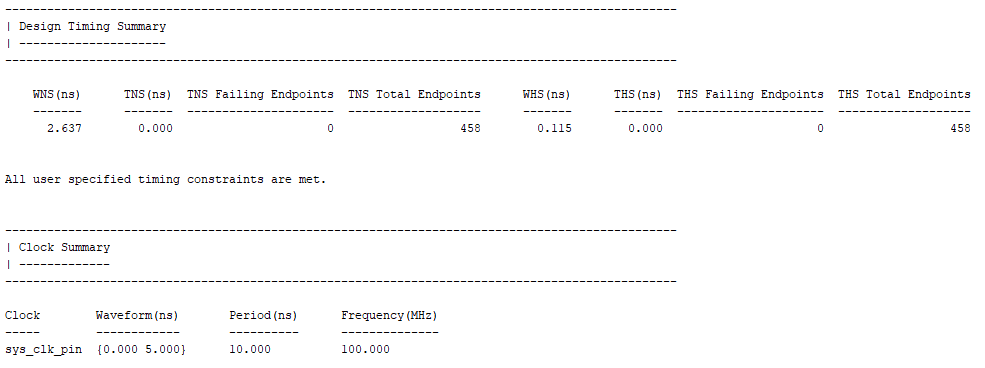 ------------------------------------------------------------------------------------------------
| Design Timing Summary
| ---------------------
------------------------------------------------------------------------------------------------
WNS(ns) TNS(ns) TNS Failing Endpoints TNS Total Endpoints WHS(ns) THS(ns) THS Failing Endpoints THS Total Endpoints
------- ------- --------------------- ------------------- ------- ------- --------------------- -------------------
2.637 0.000 0 458 0.115 0.000 0 458
All user specified timing constraints are met.
------------------------------------------------------------------------------------------------
| Clock Summary
| -------------
------------------------------------------------------------------------------------------------
Clock Waveform(ns) Period(ns) Frequency(MHz)
----- ------------ ---------- --------------
sys_clk_pin {0.000 5.000} 10.000 100.000